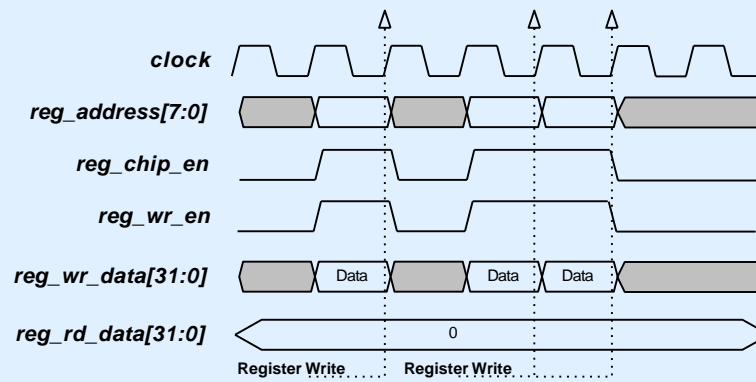 clock
reg_address[7:0]
reg_chip_en
reg_wr_en
reg_wr_data[31:0] Data Data Data
reg_rd_data[31:0] 0
Register Write Register Write